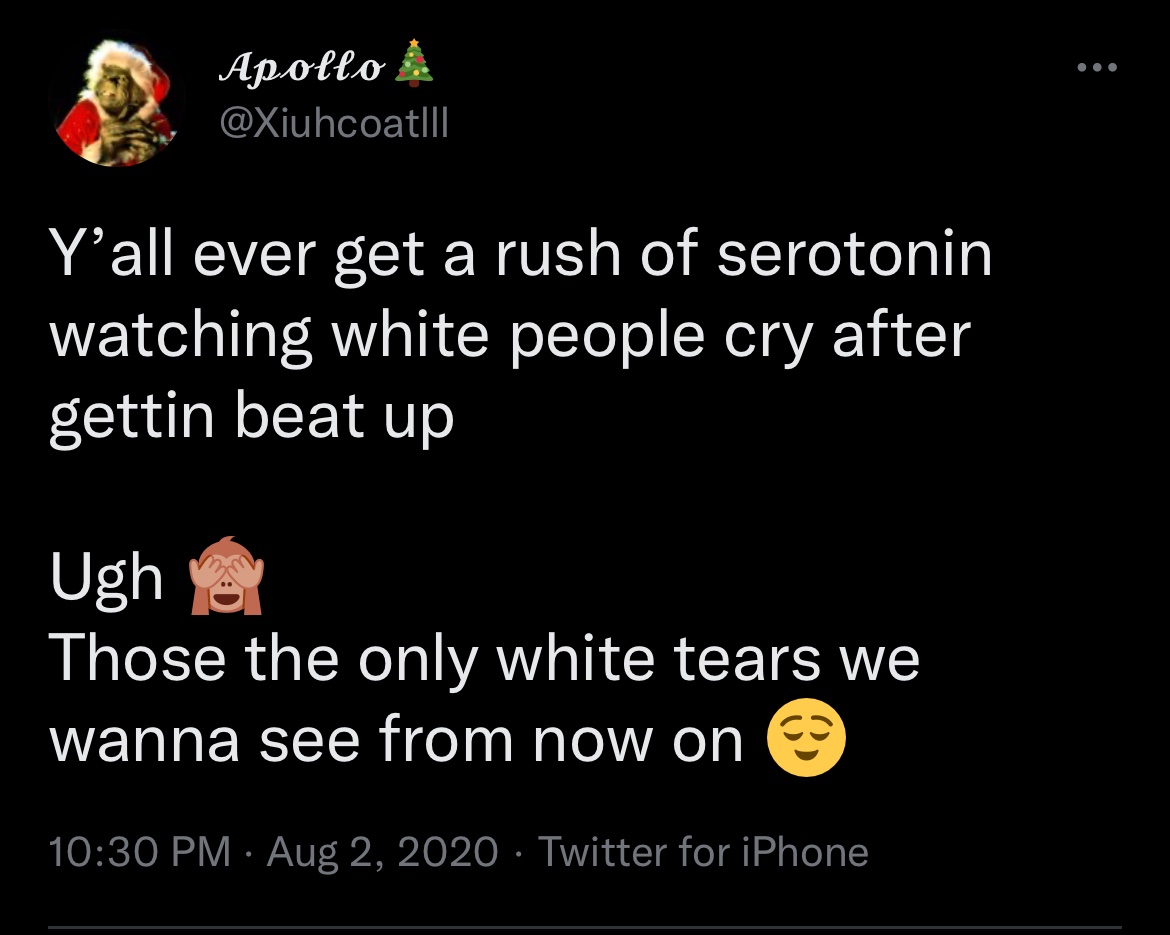 𝓐𝓹𝓸𝓵𝓵𝓸🎄
@Xiuhcoatlll
Y’all ever get a rush of serotonin
watching white people cry after
gettin beat up
Ugh 🙈
Those the only white tears we
wanna see from now on 😌
10:30 PM · Aug 2, 2020 · Twitter for iPhone